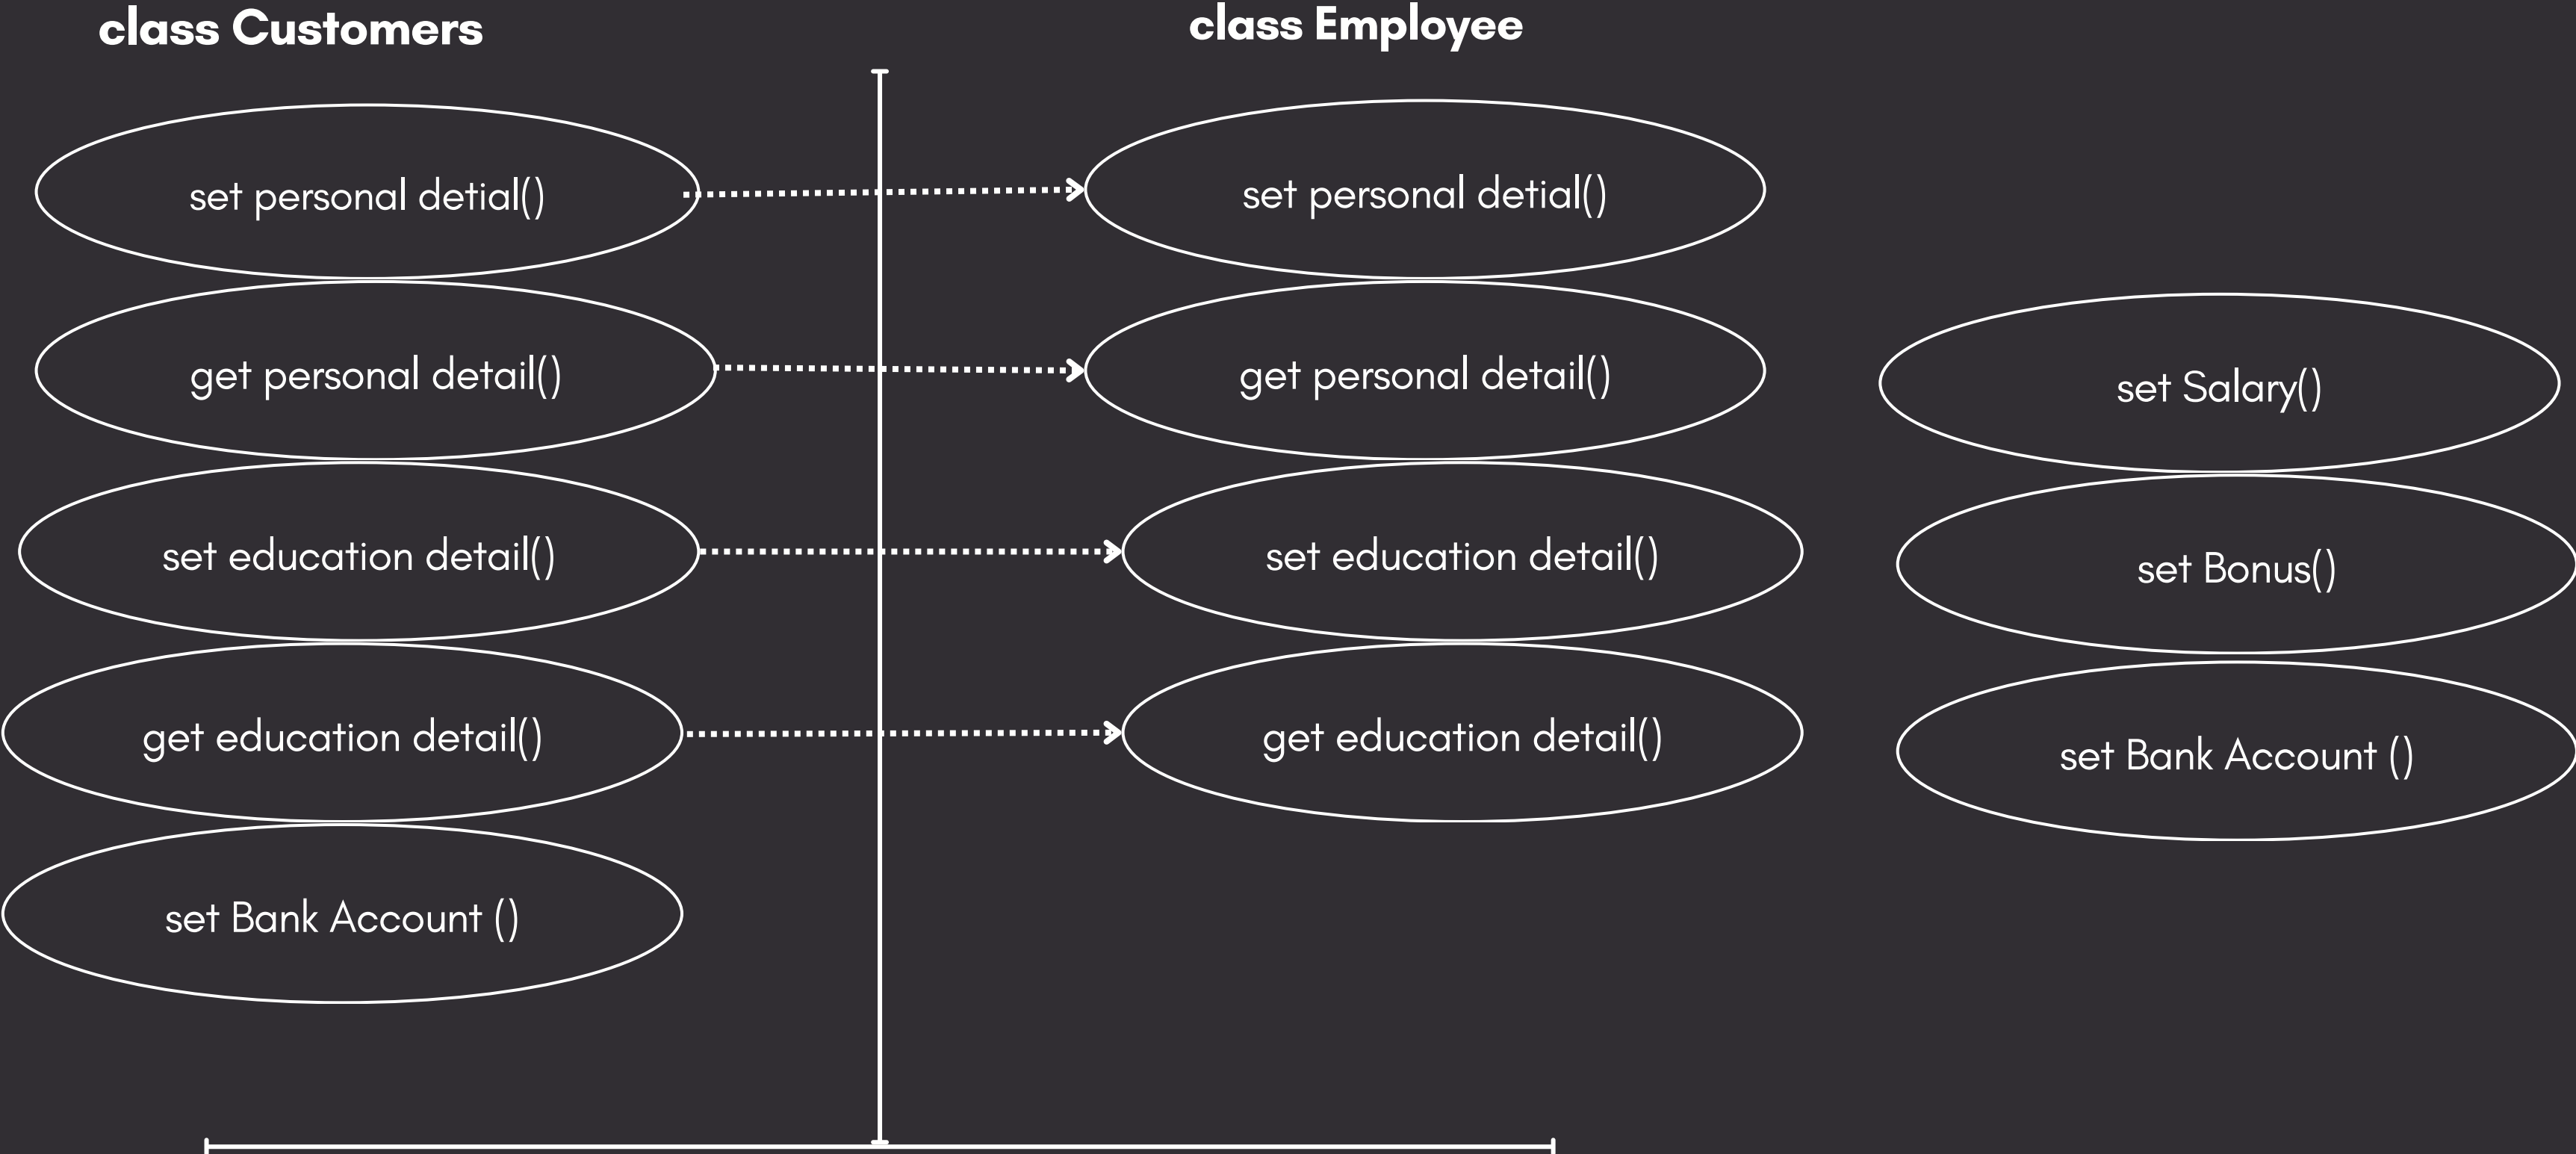 class Customers
set personal detial()
get personal detail()
set education detail()
get education detail()
set Bank Account ()
class Employee
set personal detial()
get personal detail()
set education detail()
get education detail()
set Salary()
set Bonus()
set Bank Account ()